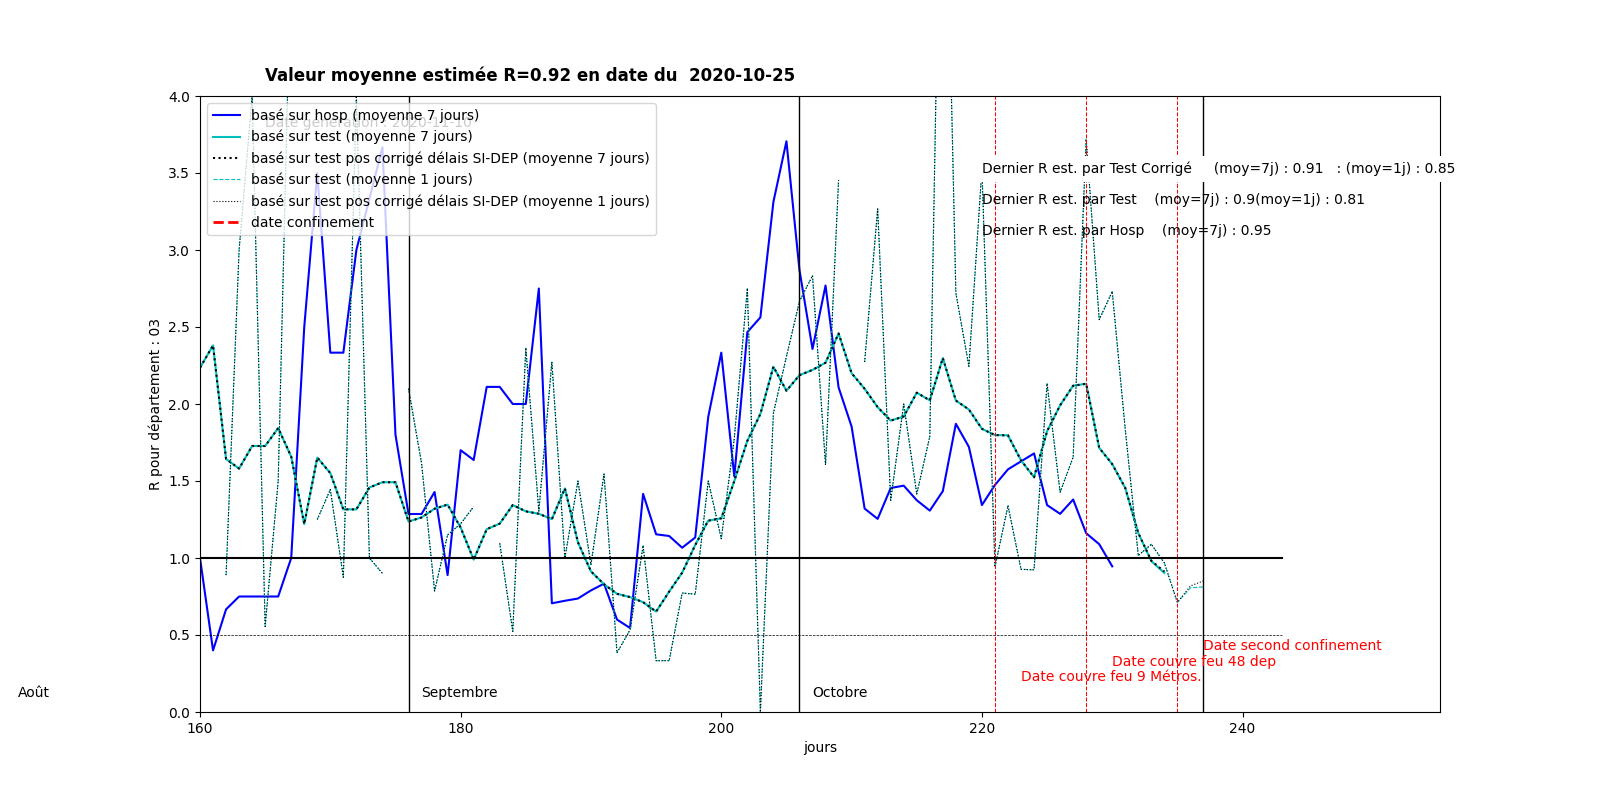 Valeur moyenne estimée R=0.92 en date du  2020-10-25
Date génération : 2020-11-10
basé sur hosp (moyenne 7 jours)
basé sur test (moyenne 7 jours)
basé sur test pos corrigé délais SI-DEP (moyenne 7 jours)
basé sur test (moyenne 1 jours)
basé sur test pos corrigé délais SI-DEP (moyenne 1 jours)
date confinement
Dernier R est. par Test Corrigé     (moy=7j) : 0.91   : (moy=1j) : 0.85
Dernier R est. par Test    (moy=7j) : 0.9(moy=1j) : 0.81
Dernier R est. par Hosp    (moy=7j) : 0.95
4.0
3.5
3.0
2.5
2.0
1.5
1.0
0.5
0.0
R pour département : 03
Date second confinement
Date couvre feu 48 dep
Date couvre feu 9 Métros.
Août
Septembre
Octobre
160
180
200
220
240
jours